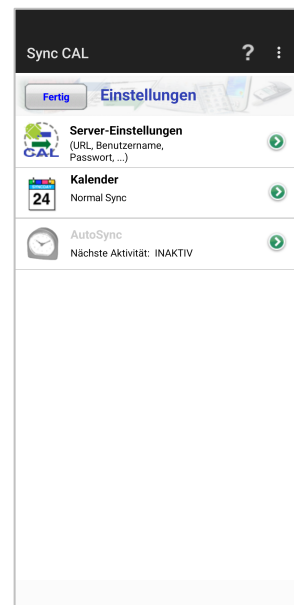 Sync CAL ?
Fertig Einstellungen
Server-Einstellungen
(URL, Benutzername,
Passwort, ...)
CAL
Kalender
24
Normal Sync
AutoSync
Nächste Aktivität: INAKTIV